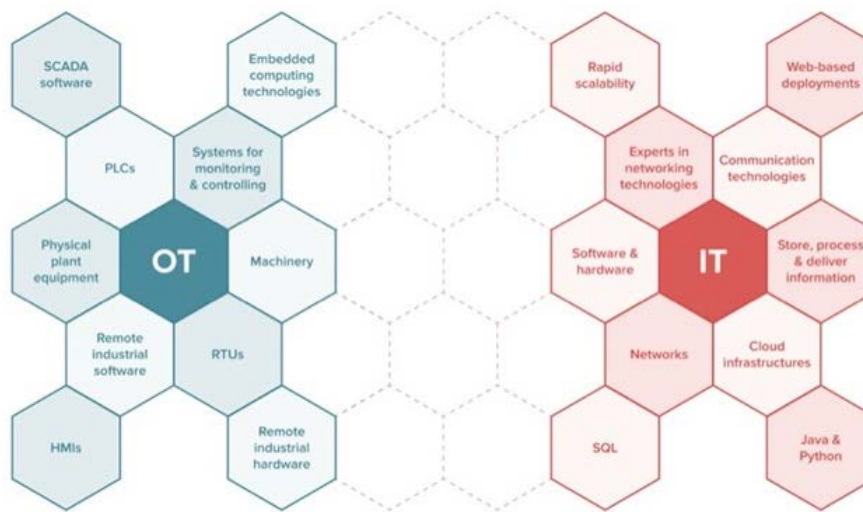 SCADA
software
Embedded
computing
technologies
Rapid
scalability
Web-based
deployments
PLCs
Systems for
monitoring
& controlling
Experts in
networking
technologies
Communication
technologies
Physical
plant
equipment
OT
Machinery
Software &
hardware
IT
Store, process
& deliver
information
Remote
industrial
software
RTUs
Networks
Cloud
infrastructures
HMIs
Remote
industrial
hardware
SQL
Java &
Python